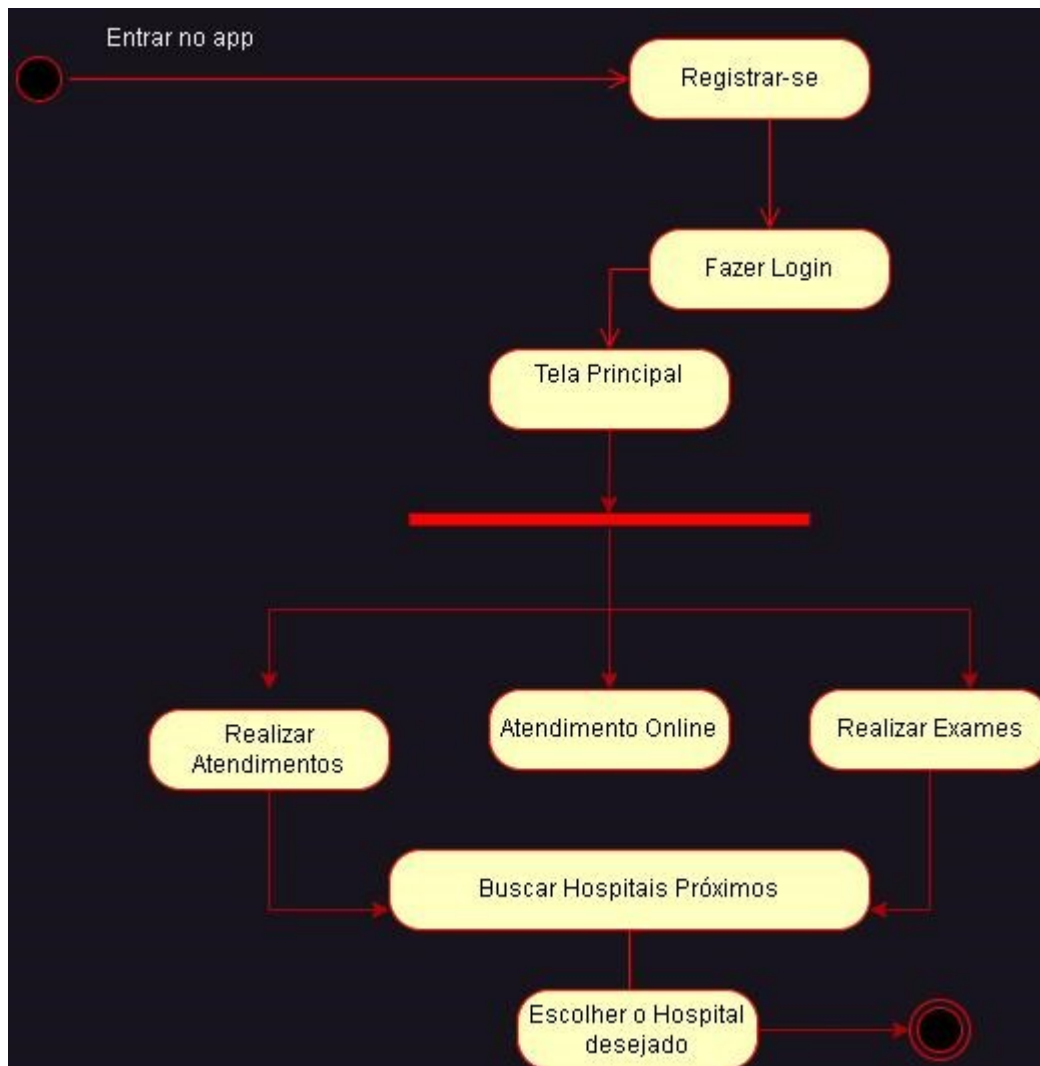 Entrar no app
Registrar-se
Fazer Login
Tela Principal
Realizar
Atendimentos
Atendimento Online
Realizar Exames
Buscar Hospitais Próximos
Escolher o Hospital
desejado